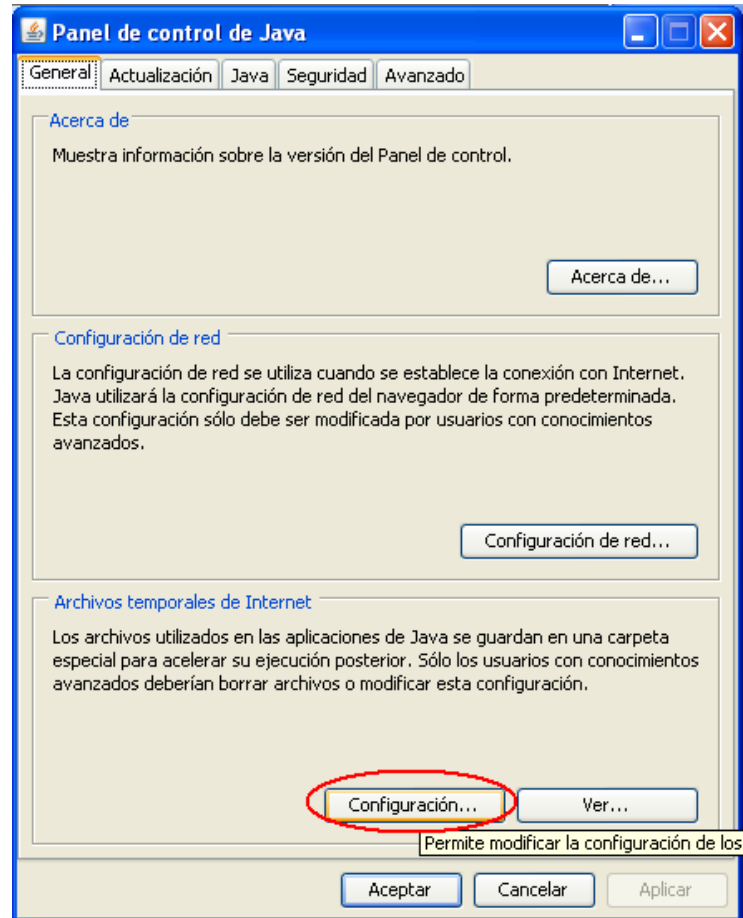 Panel de control de Java
General Actualización Java Seguridad Avanzado
Acerca de
Muestra información sobre la versión del Panel de control.
Acerca de...
Configuración de red
La configuración de red se utiliza cuando se establece la conexión con Internet.
Java utilizará la configuración de red del navegador de forma predeterminada.
Esta configuración sólo debe ser modificada por usuarios con conocimientos
avanzados.
Configuración de red...
Archivos temporales de Internet
Los archivos utilizados en las aplicaciones de Java se guardan en una carpeta
especial para acelerar su ejecución posterior. Sólo los usuarios con conocimientos
avanzados deberían borrar archivos o modificar esta configuración.
Configuración... Ver...
Permite modificar la configuración de los
Aceptar Cancelar Aplicar